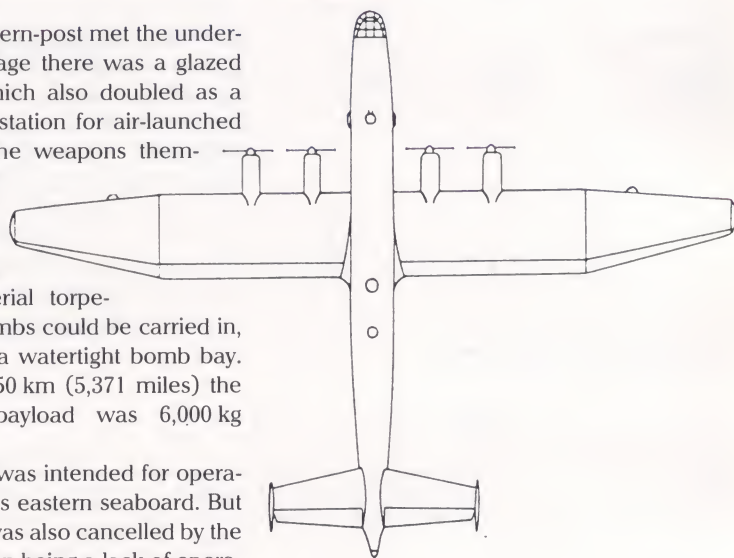 ern-post met the under-
age there was a glazed
hich also doubled as a
station for air-launched
ne weapons them-
erial torpe-
mbs could be carried in,
a watertight bomb bay.
50 km (5,371 miles) the
payload was 6,000 kg
was intended for opera-
s eastern seaboard. But
was also cancelled by the